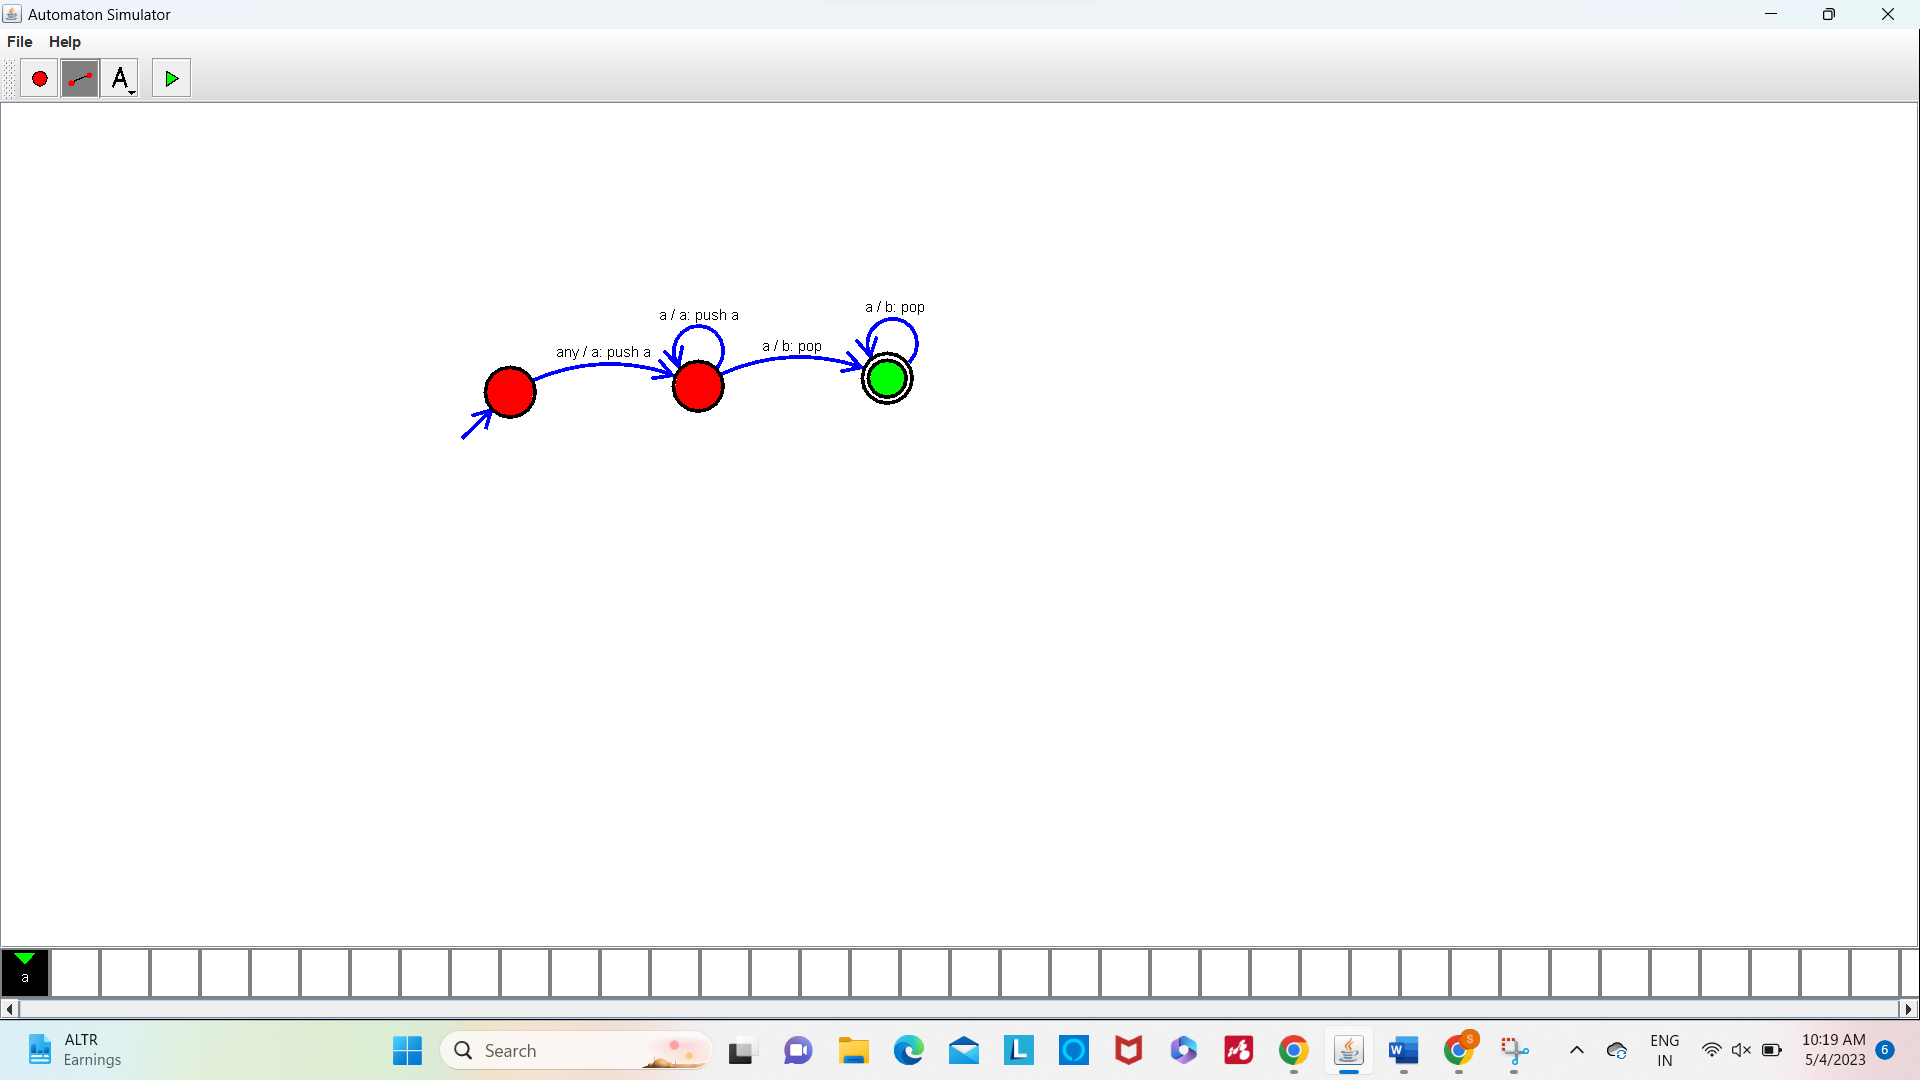 Automaton Simulator
File Help
A
a / b: pop
a / a: push a
a / b: pop
any / a: push a
a
ALTR
Earnings
Search
L
W
S
ENG
IN
10:19 AM
5/4/2023
6